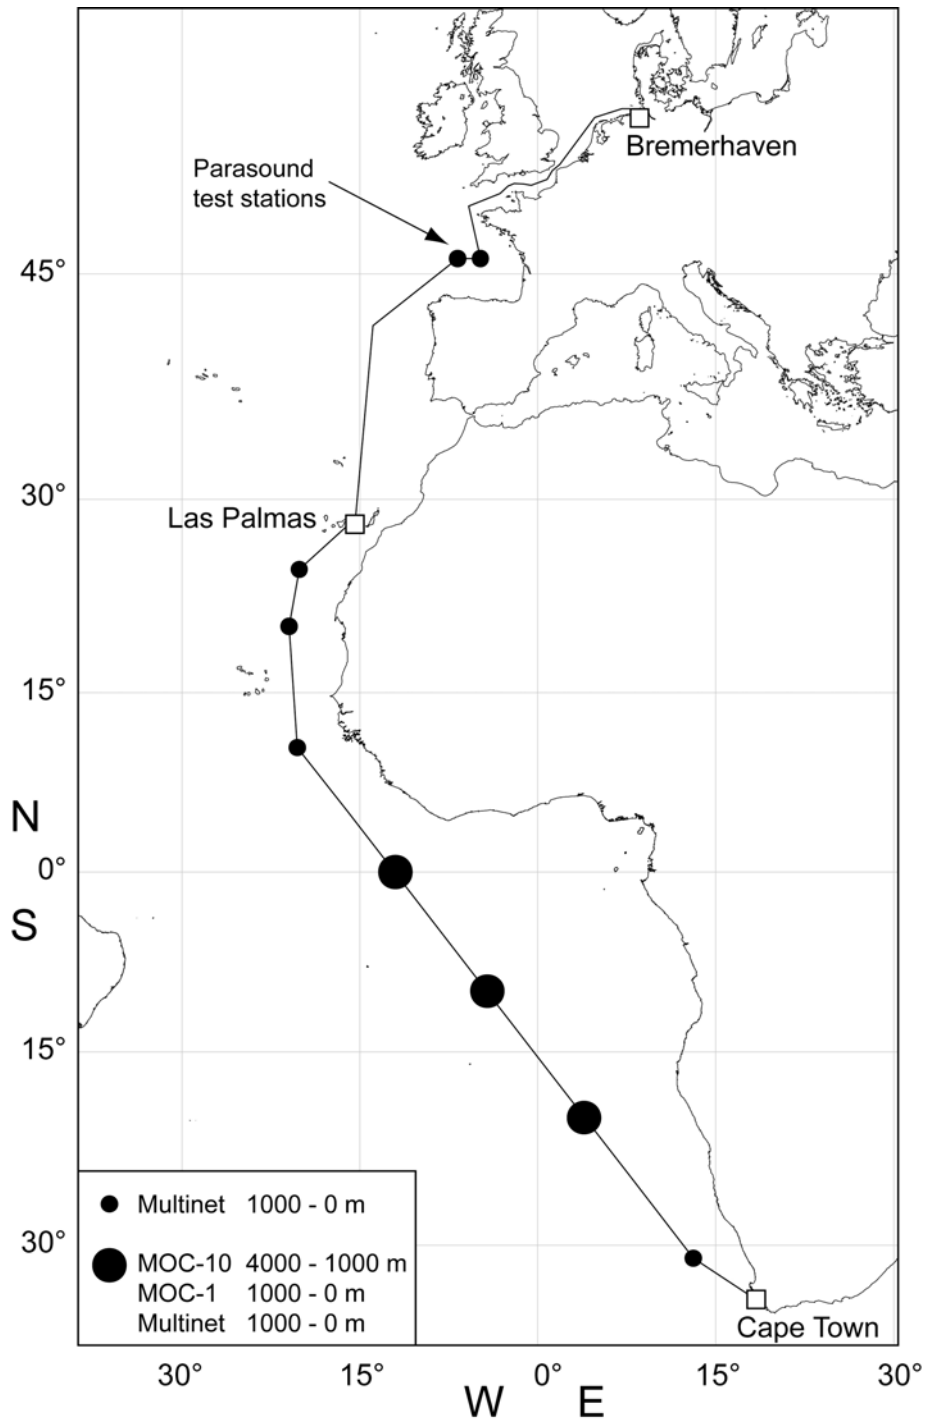 Bremerhaven
Parasound
test stations
45°
30°
Las Palmas
15°
N
0°
S
15°
30°
Multinet 1000 - 0 m
MOC-10 4000 - 1000 m
MOC-1 1000 - 0 m
Multinet 1000 - 0 m
Cape Town
30° 15° 0° 15° 30°
W E